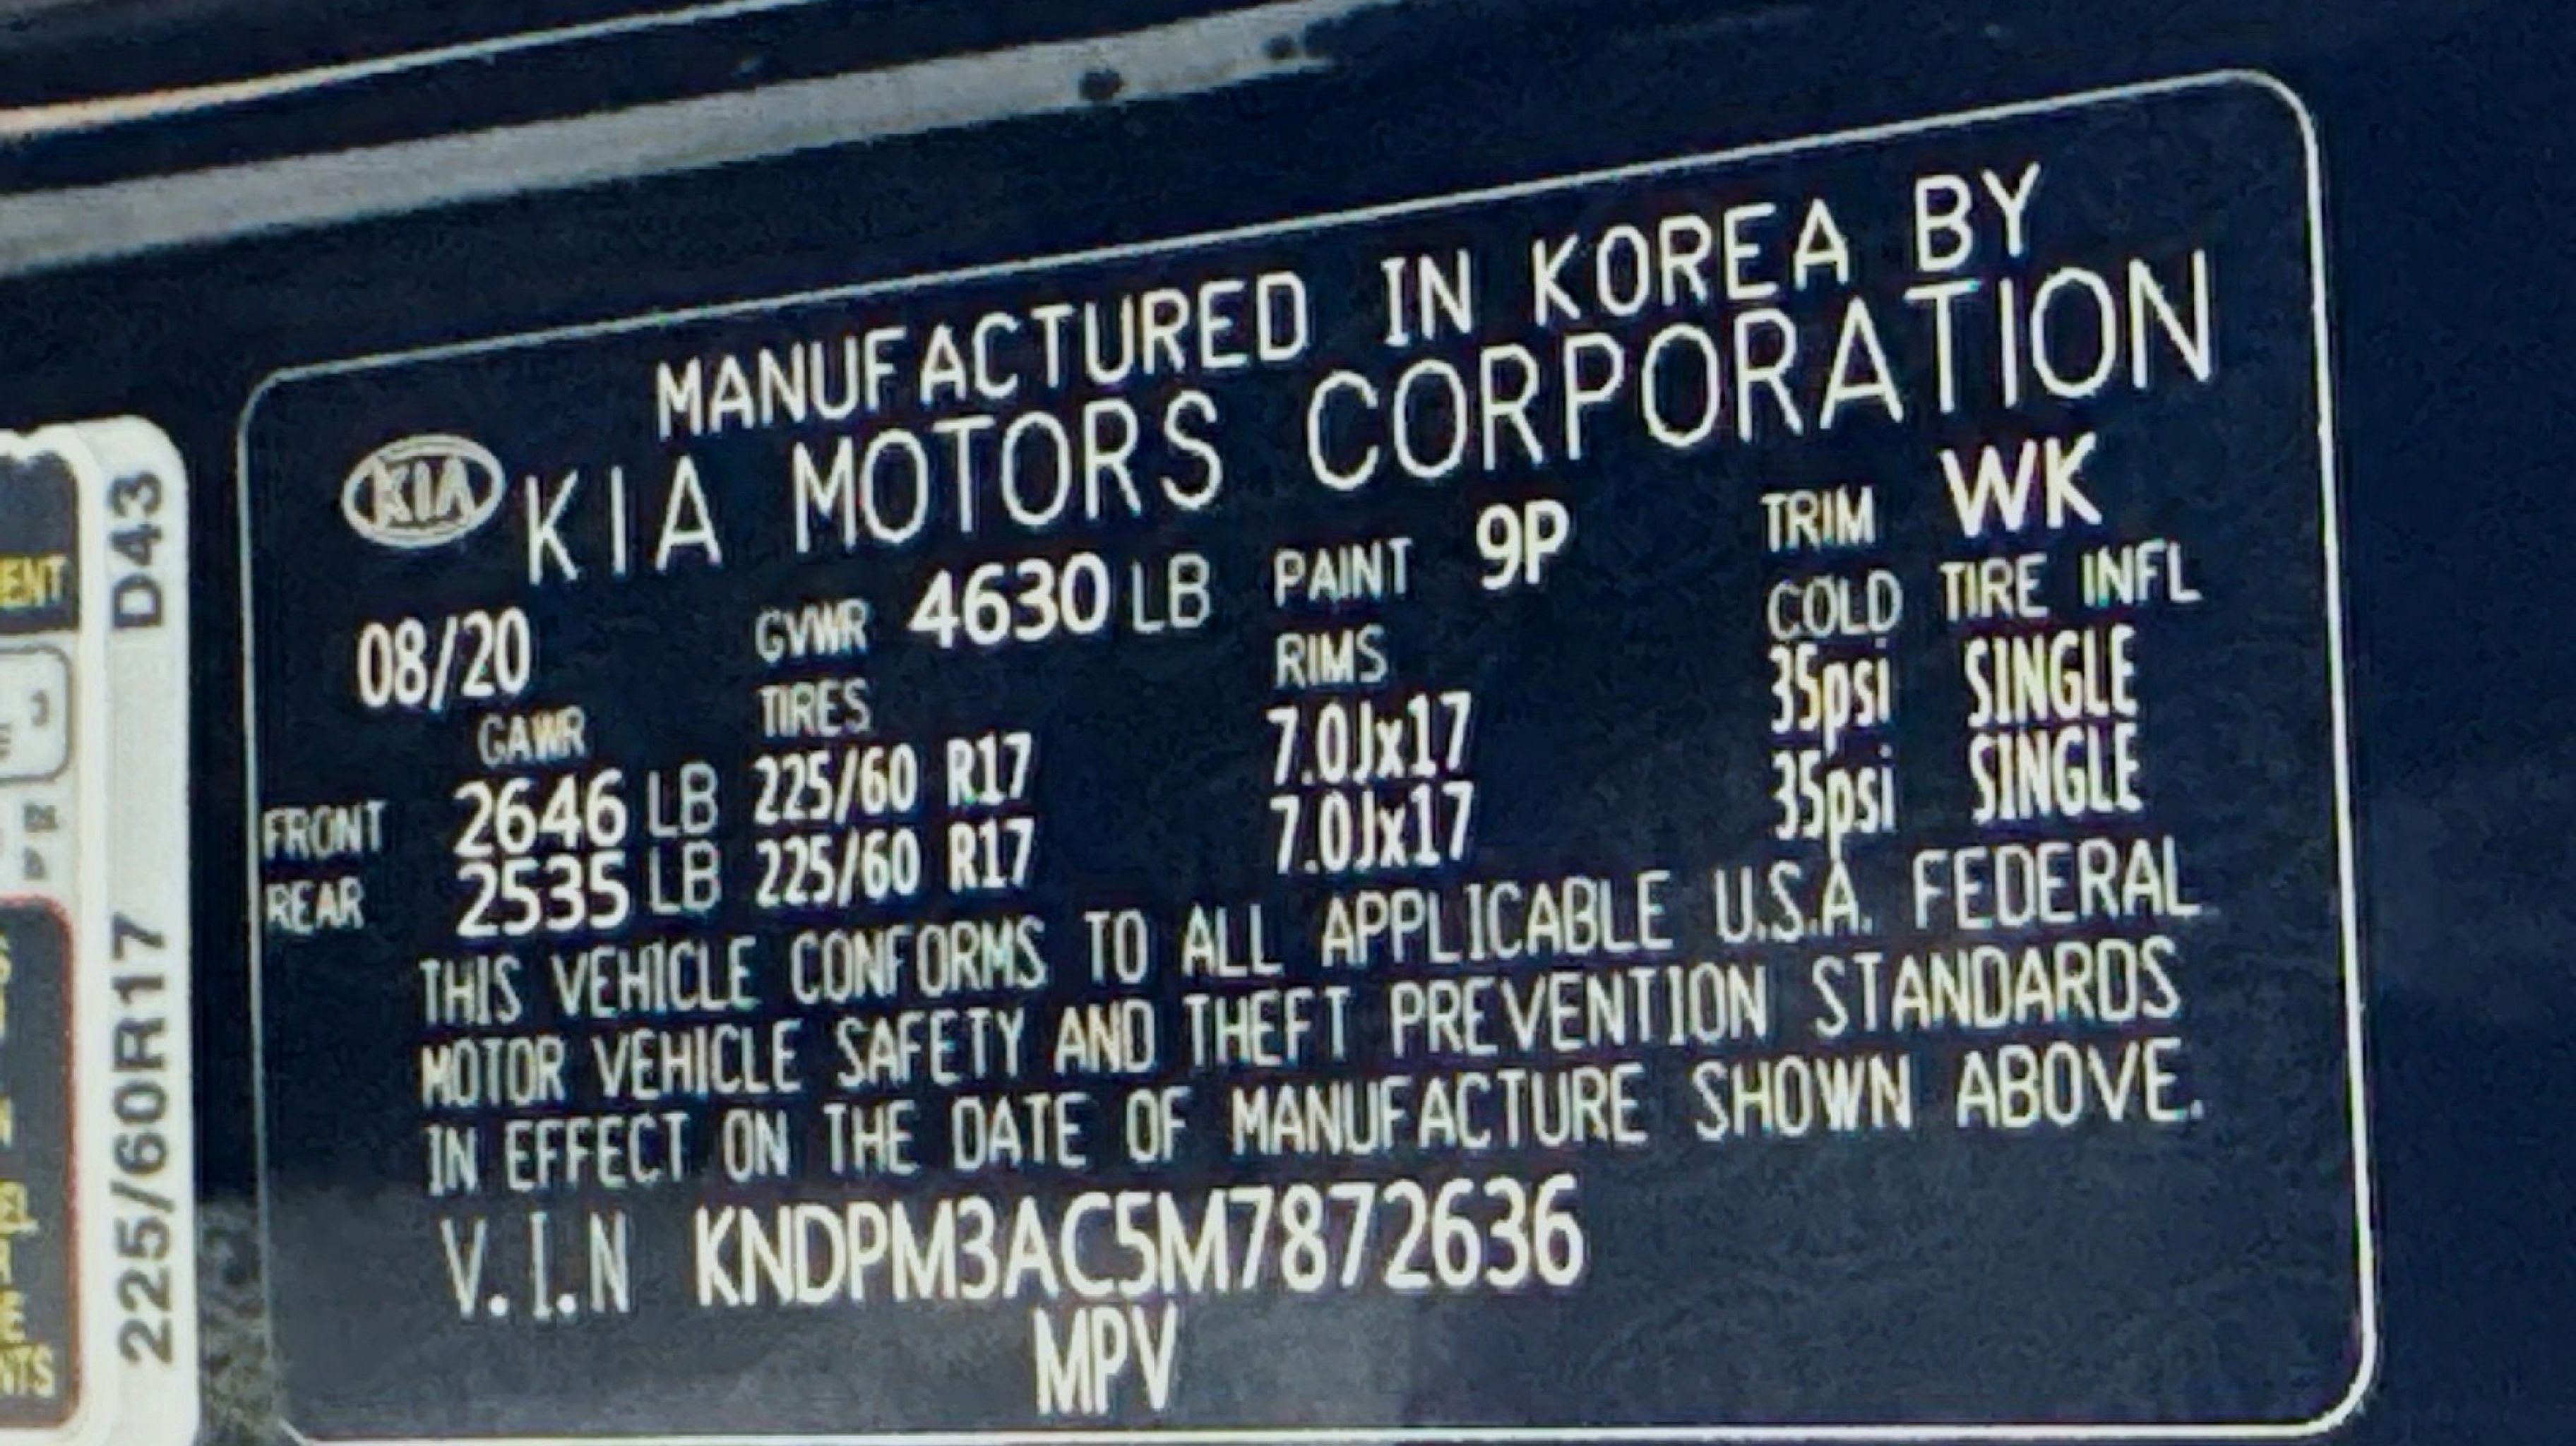 MANUFACTURED IN KOREA BY
KIA KIA MOTORS CORPORATION
08/20 GVWR 4630 LB PAINT 9P TRIM WK
GAWR TIRES RIMS COLD TIRE INFL
FRONT 2646 LB 225/60 R17 7.0Jx17 35psi SINGLE
REAR 2535 LB 225/60 R17 7.0Jx17 35psi SINGLE
THIS VEHICLE CONFORMS TO ALL APPLICABLE U.S.A. FEDERAL
MOTOR VEHICLE SAFETY AND THEFT PREVENTION STANDARDS
IN EFFECT ON THE DATE OF MANUFACTURE SHOWN ABOVE.
V.I.N KNDPM3AC5M7872636
MPV
225/60R17 D43